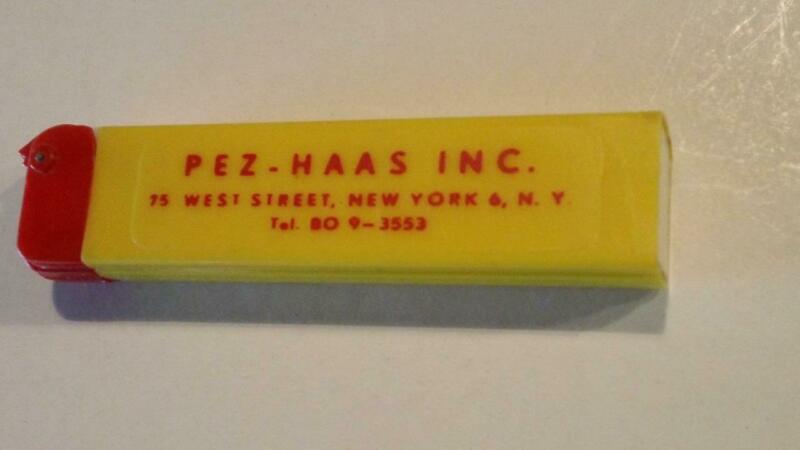 PEZ-HAAS INC.
75 WEST STREET, NEW YORK 6, N. Y.
Tel. BO 9-3553